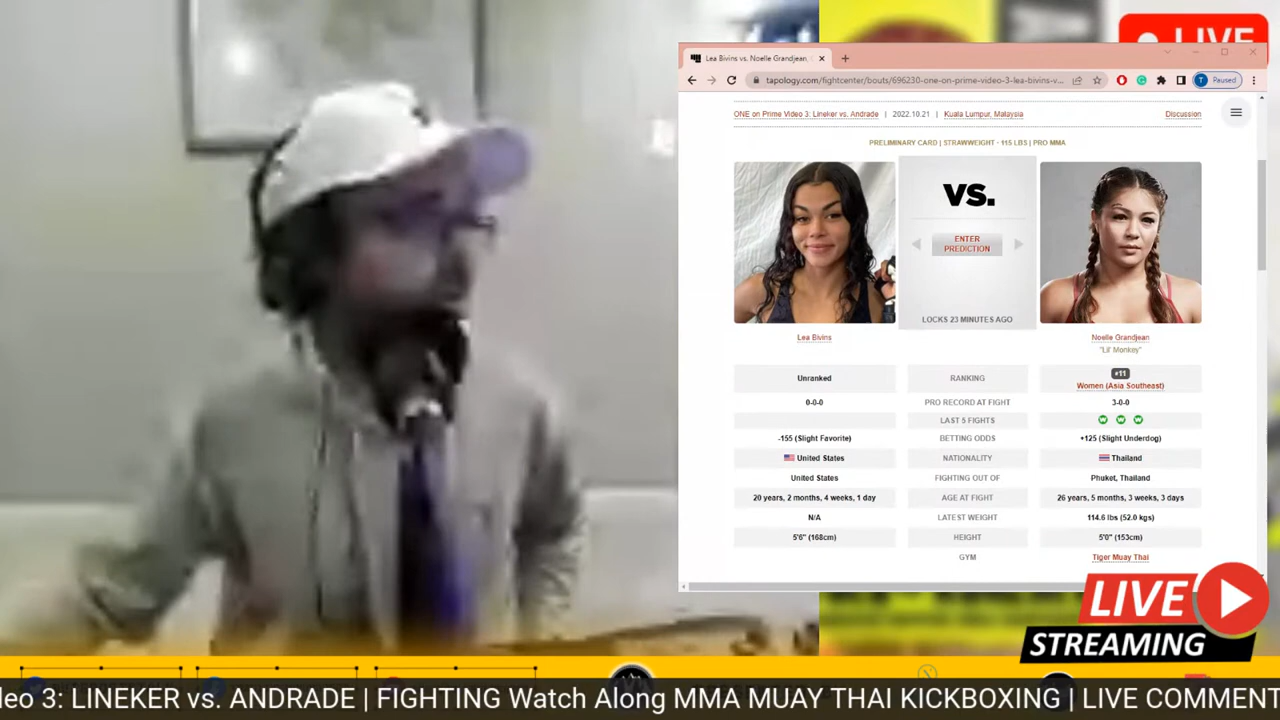 LIVE
Lea Bivins vs. Noelle Grandjean,
tapology.com/fightcenter/bouts/696230-one-on-prime-video-3-lea-bivins-v...
Paused
ONE on Prime Video 3: Lineker vs. Andrade | 2022.10.21 | Kuala Lumpur, Malaysia
Discussion
PRELIMINARY CARD | STRAWWEIGHT · 115 LBS | PRO MMA
VS.
ENTER
PREDICTION
LOCKS 23 MINUTES AGO
Lea Bivins
Noelle Grandjean
"Lil' Monkey"
#11
Unranked RANKING Women (Asia Southeast)
0-0-0 PRO RECORD AT FIGHT 3-0-0
LAST 5 FIGHTS W W W
-155 (Slight Favorite) BETTING ODDS +125 (Slight Underdog)
United States NATIONALITY Thailand
United States FIGHTING OUT OF Phuket, Thailand
20 years, 2 months, 4 weeks, 1 day AGE AT FIGHT 26 years, 5 months, 3 weeks, 3 days
N/A LATEST WEIGHT 114.6 lbs (52.0 kgs)
5'6" (168cm) HEIGHT 5'0" (153cm)
GYM Tiger Muay Thai
LIVE
STREAMING
deo 3: LINEKER vs. ANDRADE | FIGHTING Watch Along MMA MUAY THAI KICKBOXING | LIVE COMMENT